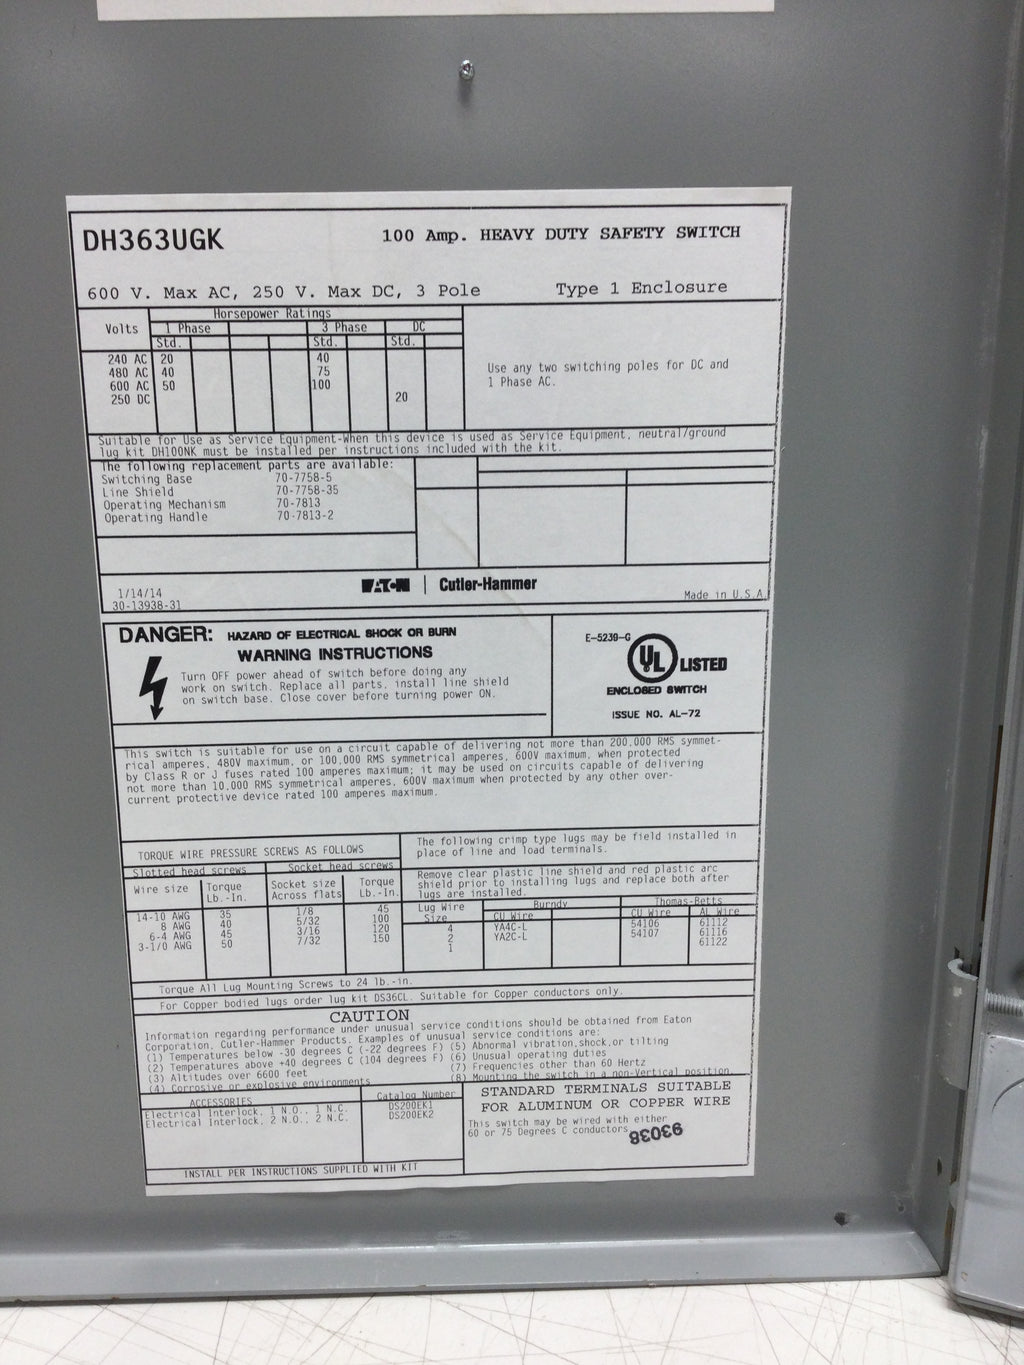 DH363UGK
100 Amp. HEAVY DUTY SAFETY SWITCH
600 V. Max AC, 250 V. Max DC, 3 Pole
Type 1 Enclosure
Horsepower Ratings
Volts
1 Phase
3 Phase
DC
Std.
Std.
Std.
240 AC 20 40
480 AC 40 75
600 AC 50 100
250 DC 20
Use any two switching poles for DC and
1 Phase AC.
Suitable for Use as Service Equipment-When this device is used as Service Equipment, neutral/ground
lug kit DH100NK must be installed per instructions included with the kit.
The following replacement parts are available:
Switching Base 70-7758-5
Line Shield 70-7758-35
Operating Mechanism 70-7813
Operating Handle 70-7813-2
1/14/14
30-13938-31
EATON | Cutler-Hammer
Made in U.S.A.
DANGER: HAZARD OF ELECTRICAL SHOCK OR BURN
WARNING INSTRUCTIONS
Turn OFF power ahead of switch before doing any
work on switch. Replace all parts, install line shield
on switch base. Close cover before turning power ON.
E-5239-G
UL LISTED
ENCLOSED SWITCH
ISSUE NO. AL-72
This switch is suitable for use on a circuit capable of delivering not more than 200,000 RMS symmet-
rical amperes, 480V maximum, or 100,000 RMS symmetrical amperes, 600V maximum, when protected
by Class R or J fuses rated 100 amperes maximum; it may be used on circuits capable of delivering
not more than 10,000 RMS symmetrical amperes, 600V maximum when protected by any other over-
current protective device rated 100 amperes maximum.
TORQUE WIRE PRESSURE SCREWS AS FOLLOWS
Slotted head screws
Socket head screws
Wire size
Torque
Lb.-In.
Socket size
Across flats
Torque
Lb.-In.
14-10 AWG 35 1/8 45
8 AWG 40 5/32 100
6-4 AWG 45 3/16 120
3-1/0 AWG 50 7/32 150
The following crimp type lugs may be field installed in
place of line and load terminals.
Remove clear plastic line shield and red plastic arc
shield prior to installing lugs and replace both after
lugs are installed.
Lug Wire
Size
Burndy
Thomas-Betts
CU Wire
CU Wire
AL Wire
4 YA4C-L 54106 61112
2 YA2C-L 54107 61116
1 61122
Torque All Lug Mounting Screws to 24 lb.-in.
For Copper bodied lugs order lug kit DS36CL. Suitable for Copper conductors only.
CAUTION
Information regarding performance under unusual service conditions should be obtained from Eaton
Corporation, Cutler-Hammer Products. Examples of unusual service conditions are:
(1) Temperatures below -30 degrees C (-22 degrees F) (5) Abnormal vibration,shock,or tilting
(2) Temperatures above +40 degrees C (104 degrees F) (6) Unusual operating duties
(3) Altitudes over 6600 feet (7) Frequencies other than 60 Hertz
(4) Corrosive or explosive environments (8) Mounting the switch in a non-Vertical position.
ACCESSORIES
Catalog Number
Electrical Interlock, 1 N.O., 1 N.C. DS200EK1
Electrical Interlock, 2 N.O., 2 N.C. DS200EK2
INSTALL PER INSTRUCTIONS SUPPLIED WITH KIT
STANDARD TERMINALS SUITABLE
FOR ALUMINUM OR COPPER WIRE
This switch may be wired with either
60 or 75 Degrees C conductors
93038